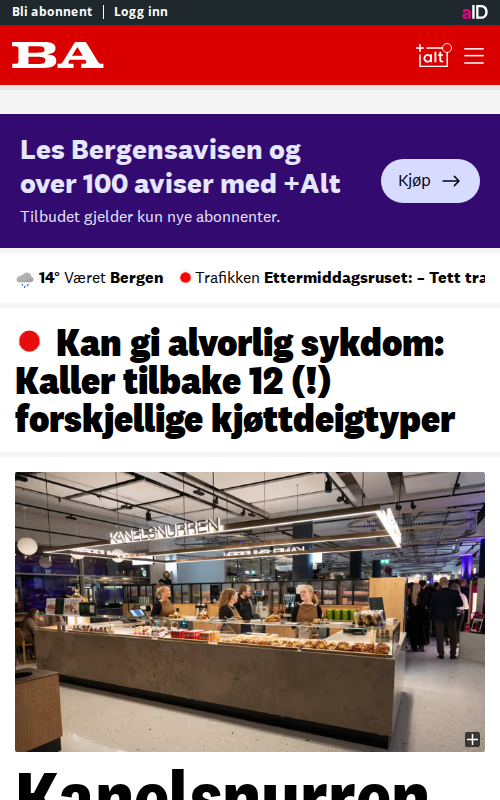 Bli abonnent Logg inn aID
BA +alt
Les Bergensavisen og
over 100 aviser med +Alt
Tilbudet gjelder kun nye abonnenter.
Kjøp
14° Været Bergen Trafikken Ettermiddagsruset: – Tett tra
Kan gi alvorlig sykdom:
Kaller tilbake 12 (!)
forskjellige kjøttdeigtyper
KANELSNURREN
Kanelsnurren